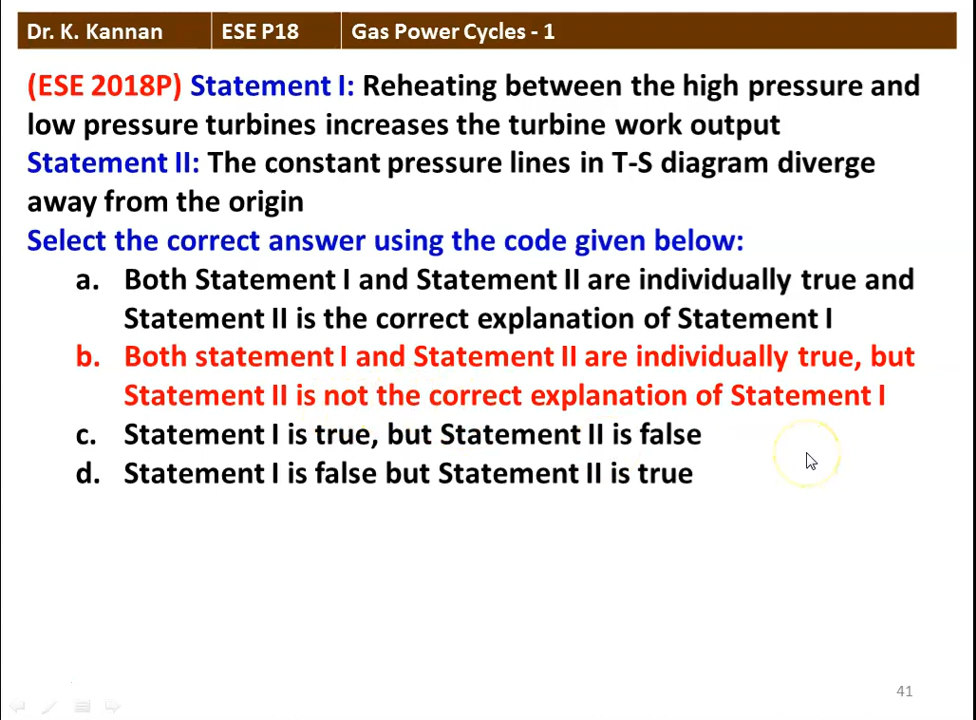 Dr. K. Kannan ESE P18 Gas Power Cycles - 1
(ESE 2018P) Statement I: Reheating between the high pressure and
low pressure turbines increases the turbine work output
Statement II: The constant pressure lines in T-S diagram diverge
away from the origin
Select the correct answer using the code given below:
a. Both Statement I and Statement II are individually true and
Statement II is the correct explanation of Statement I
b. Both statement I and Statement II are individually true, but
Statement II is not the correct explanation of Statement I
c. Statement I is true, but Statement II is false
d. Statement I is false but Statement II is true
41